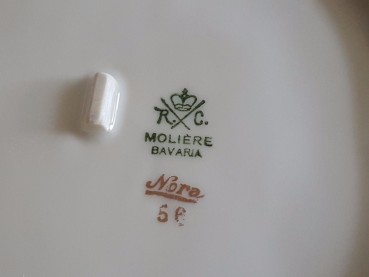 R. C.
MOLIÈRE
BAVARIA
Nora
56